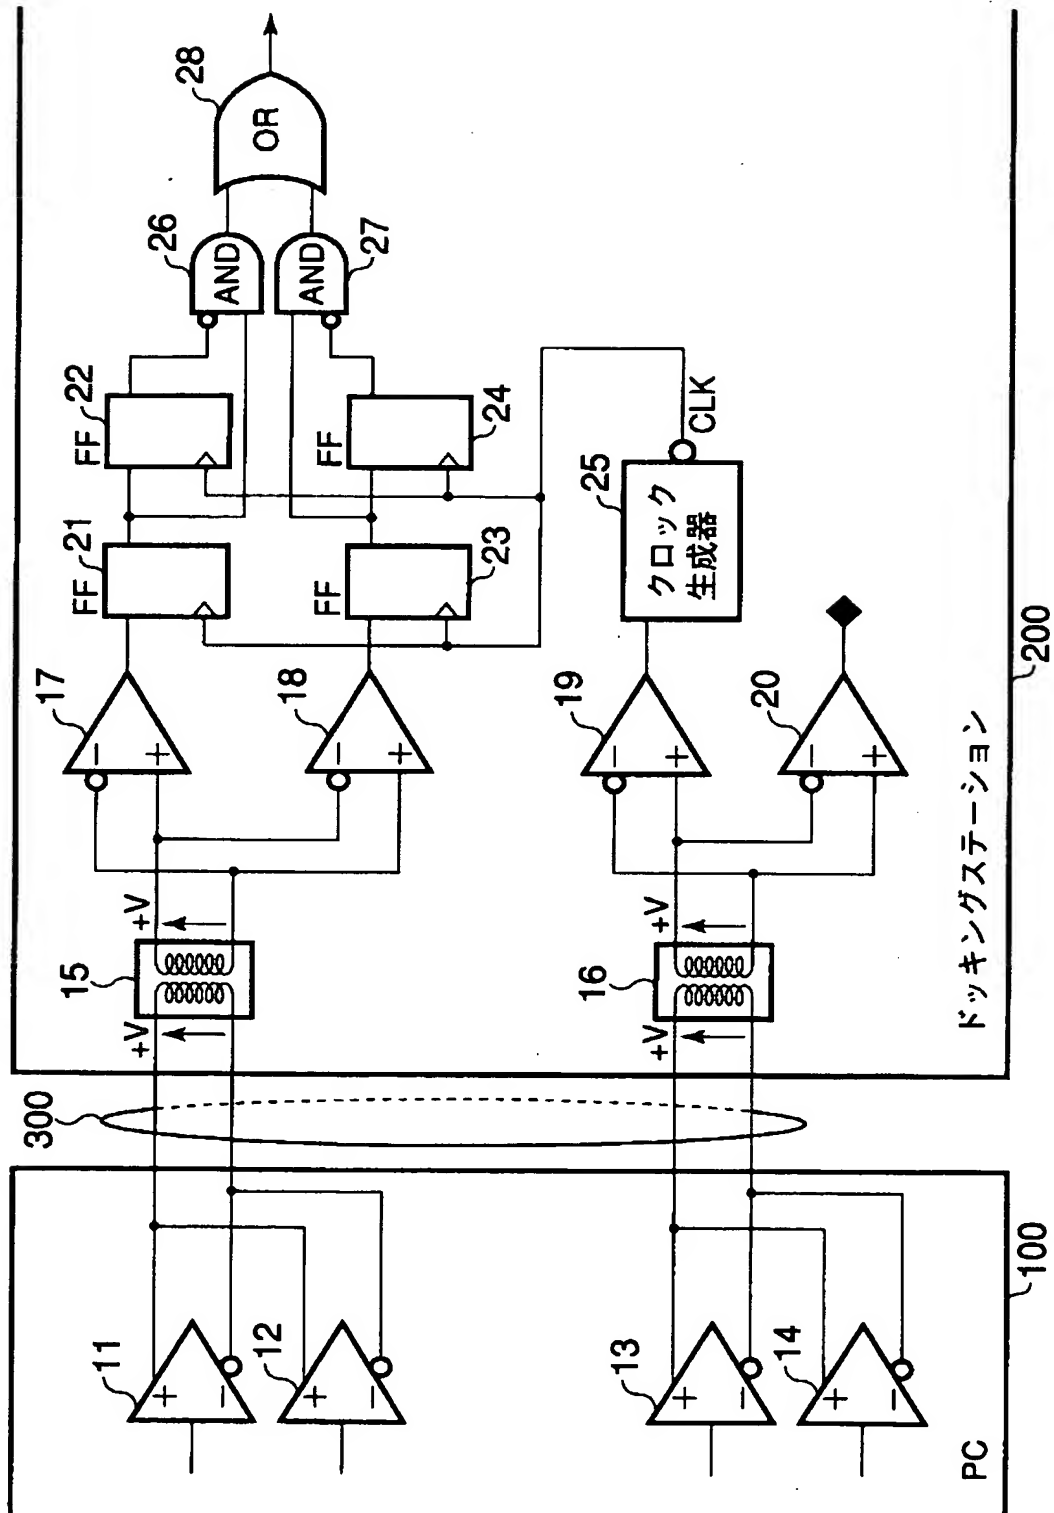 PC
100
11
+
−
12
+
−
13
+
−
14
+
−
300
ドッキングステーション
200
15
+V
+V
16
+V
+V
17
−
+
18
−
+
19
−
+
20
−
+
FF
21
FF
22
FF
23
FF
24
クロック
生成器
25
CLK
26
AND
AND
27
28
OR